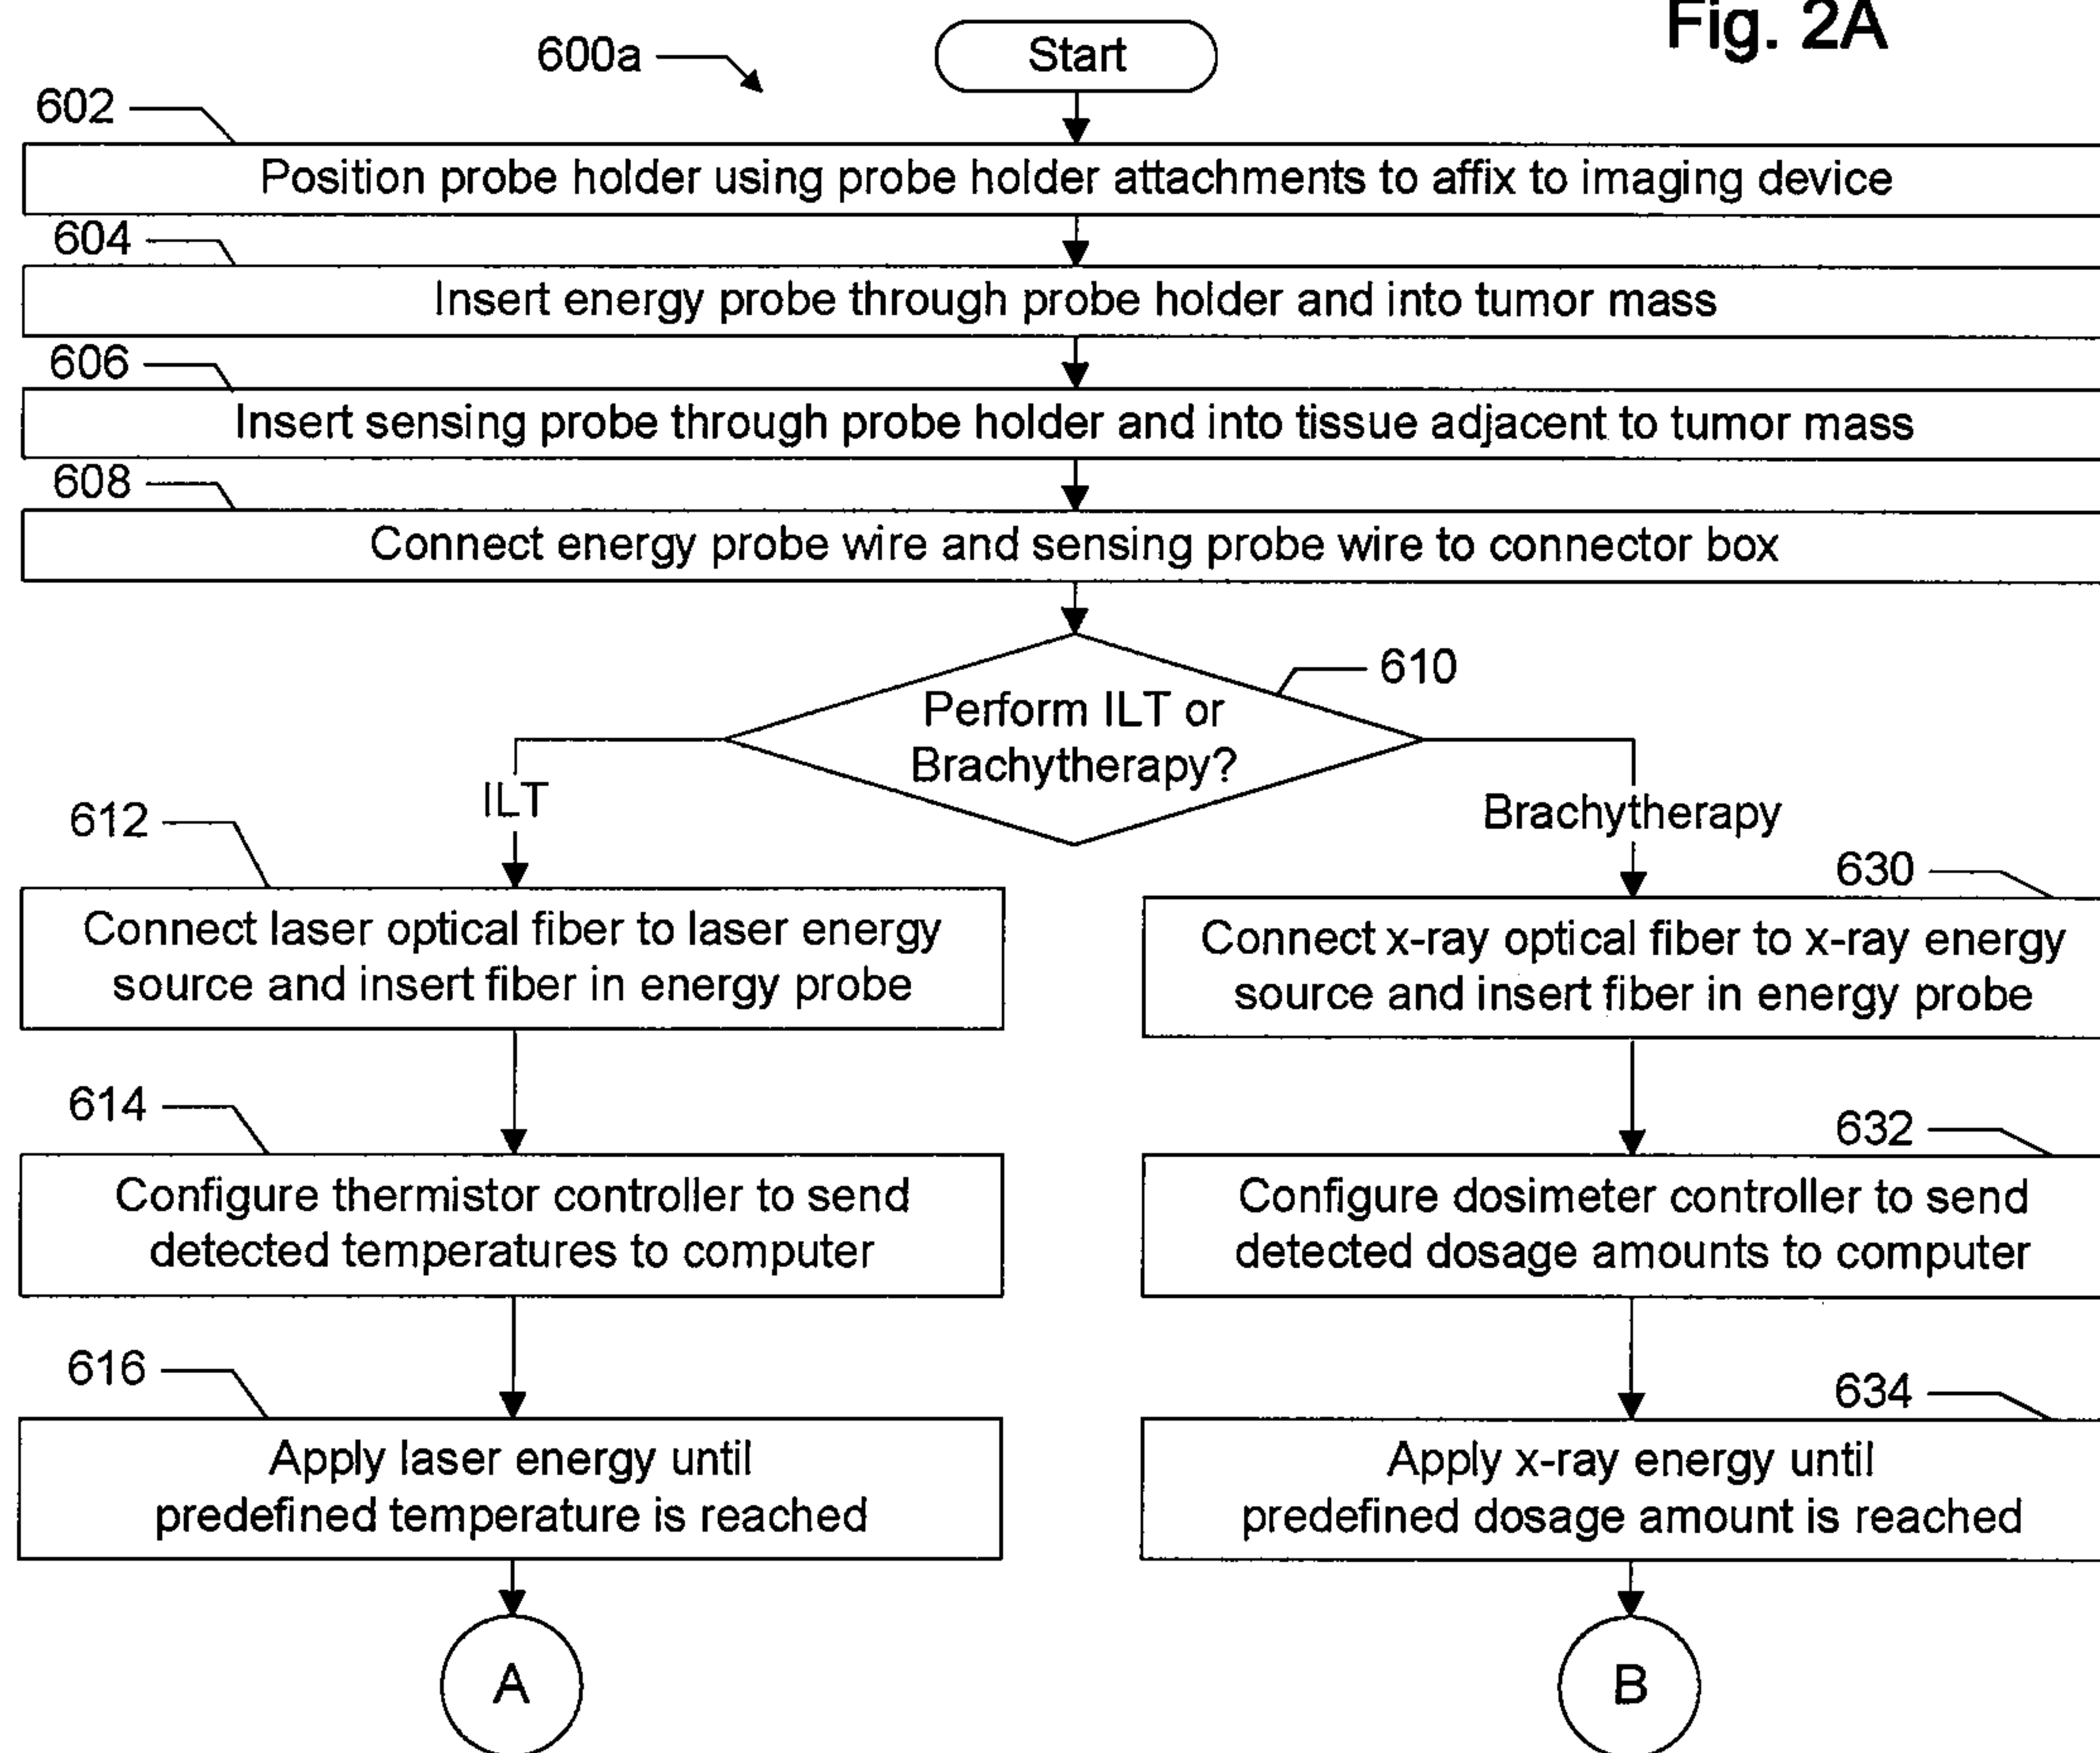 Fig. 2A
600a
Start
602
Position probe holder using probe holder attachments to affix to imaging device
604
Insert energy probe through probe holder and into tumor mass
606
Insert sensing probe through probe holder and into tissue adjacent to tumor mass
608
Connect energy probe wire and sensing probe wire to connector box
610
Perform ILT or
Brachytherapy?
ILT
Brachytherapy
612
Connect laser optical fiber to laser energy
source and insert fiber in energy probe
630
Connect x-ray optical fiber to x-ray energy
source and insert fiber in energy probe
614
Configure thermistor controller to send
detected temperatures to computer
632
Configure dosimeter controller to send
detected dosage amounts to computer
616
Apply laser energy until
predefined temperature is reached
634
Apply x-ray energy until
predefined dosage amount is reached
A
B